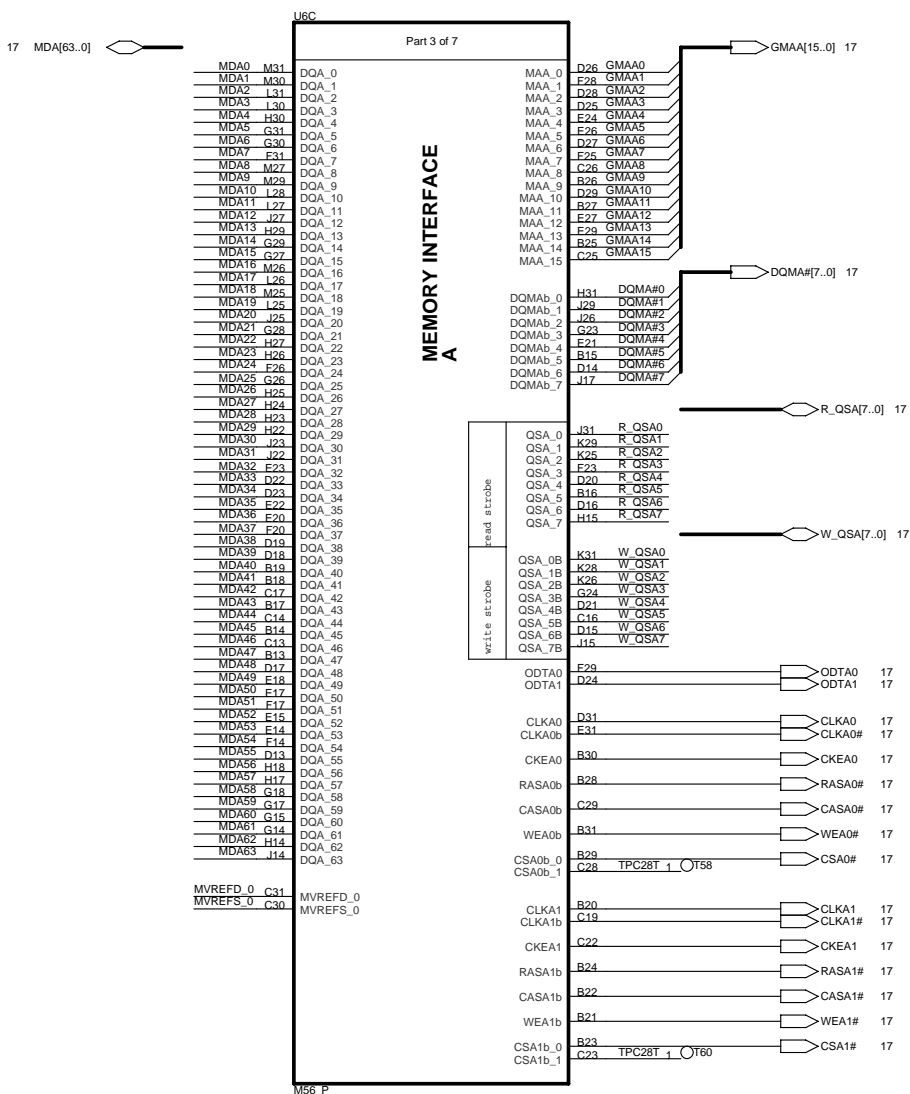 U6C
Part 3 of 7
MEMORY INTERFACE
A
17 MDA[63..0]
MDA0 M31 DQA_0
MDA1 M30 DQA_1
MDA2 L31 DQA_2
MDA3 L30 DQA_3
MDA4 H30 DQA_4
MDA5 G31 DQA_5
MDA6 G30 DQA_6
MDA7 F31 DQA_7
MDA8 M27 DQA_8
MDA9 M29 DQA_9
MDA10 L28 DQA_10
MDA11 L27 DQA_11
MDA12 J27 DQA_12
MDA13 H29 DQA_13
MDA14 G29 DQA_14
MDA15 G27 DQA_15
MDA16 M26 DQA_16
MDA17 L26 DQA_17
MDA18 M25 DQA_18
MDA19 L25 DQA_19
MDA20 J25 DQA_20
MDA21 G28 DQA_21
MDA22 H27 DQA_22
MDA23 H26 DQA_23
MDA24 F26 DQA_24
MDA25 G26 DQA_25
MDA26 H25 DQA_26
MDA27 H24 DQA_27
MDA28 H23 DQA_28
MDA29 H22 DQA_29
MDA30 J23 DQA_30
MDA31 J22 DQA_31
MDA32 E23 DQA_32
MDA33 D22 DQA_33
MDA34 D23 DQA_34
MDA35 E22 DQA_35
MDA36 E20 DQA_36
MDA37 F20 DQA_37
MDA38 D19 DQA_38
MDA39 D18 DQA_39
MDA40 B19 DQA_40
MDA41 B18 DQA_41
MDA42 C17 DQA_42
MDA43 B17 DQA_43
MDA44 C14 DQA_44
MDA45 B14 DQA_45
MDA46 C13 DQA_46
MDA47 B13 DQA_47
MDA48 D17 DQA_48
MDA49 E18 DQA_49
MDA50 E17 DQA_50
MDA51 F17 DQA_51
MDA52 E15 DQA_52
MDA53 E14 DQA_53
MDA54 F14 DQA_54
MDA55 D13 DQA_55
MDA56 H18 DQA_56
MDA57 H17 DQA_57
MDA58 G18 DQA_58
MDA59 G17 DQA_59
MDA60 G15 DQA_60
MDA61 G14 DQA_61
MDA62 H14 DQA_62
MDA63 J14 DQA_63
MVREFD_0 C31 MVREFD_0
MVREFS_0 C30 MVREFS_0
GMAA[15..0] 17
MAA_0 D26 GMAA0
MAA_1 F28 GMAA1
MAA_2 D28 GMAA2
MAA_3 D25 GMAA3
MAA_4 E24 GMAA4
MAA_5 E26 GMAA5
MAA_6 D27 GMAA6
MAA_7 F25 GMAA7
MAA_8 C26 GMAA8
MAA_9 B26 GMAA9
MAA_10 D29 GMAA10
MAA_11 B27 GMAA11
MAA_12 E27 GMAA12
MAA_13 E29 GMAA13
MAA_14 B25 GMAA14
MAA_15 C25 GMAA15
DQMA#[7..0] 17
DQMAb_0 H31 DQMA#0
DQMAb_1 J29 DQMA#1
DQMAb_2 J26 DQMA#2
DQMAb_3 G23 DQMA#3
DQMAb_4 E21 DQMA#4
DQMAb_5 B15 DQMA#5
DQMAb_6 D14 DQMA#6
DQMAb_7 J17 DQMA#7
R_QSA[7..0] 17
read strobe
QSA_0 J31 R_QSA0
QSA_1 K29 R_QSA1
QSA_2 K25 R_QSA2
QSA_3 F23 R_QSA3
QSA_4 D20 R_QSA4
QSA_5 B16 R_QSA5
QSA_6 D16 R_QSA6
QSA_7 H15 R_QSA7
W_QSA[7..0] 17
write strobe
QSA_0B K31 W_QSA0
QSA_1B K28 W_QSA1
QSA_2B K26 W_QSA2
QSA_3B G24 W_QSA3
QSA_4B D21 W_QSA4
QSA_5B C16 W_QSA5
QSA_6B D15 W_QSA6
QSA_7B J15 W_QSA7
ODTA0 F29 ODTA0 17
ODTA1 D24 ODTA1 17
CLKA0 D31 CLKA0 17
CLKA0b E31 CLKA0# 17
CKEA0 B30 CKEA0 17
RASA0b B28 RASA0# 17
CASA0b C29 CASA0# 17
WEA0b B31 WEA0# 17
CSA0b_0 B29 CSA0# 17
CSA0b_1 C28 TPC28T 1 T58
CLKA1 B20 CLKA1 17
CLKA1b C19 CLKA1# 17
CKEA1 C22 CKEA1 17
RASA1b B24 RASA1# 17
CASA1b B22 CASA1# 17
WEA1b B21 WEA1# 17
CSA1b_0 B23 CSA1# 17
CSA1b_1 C23 TPC28T 1 T60
M56_P